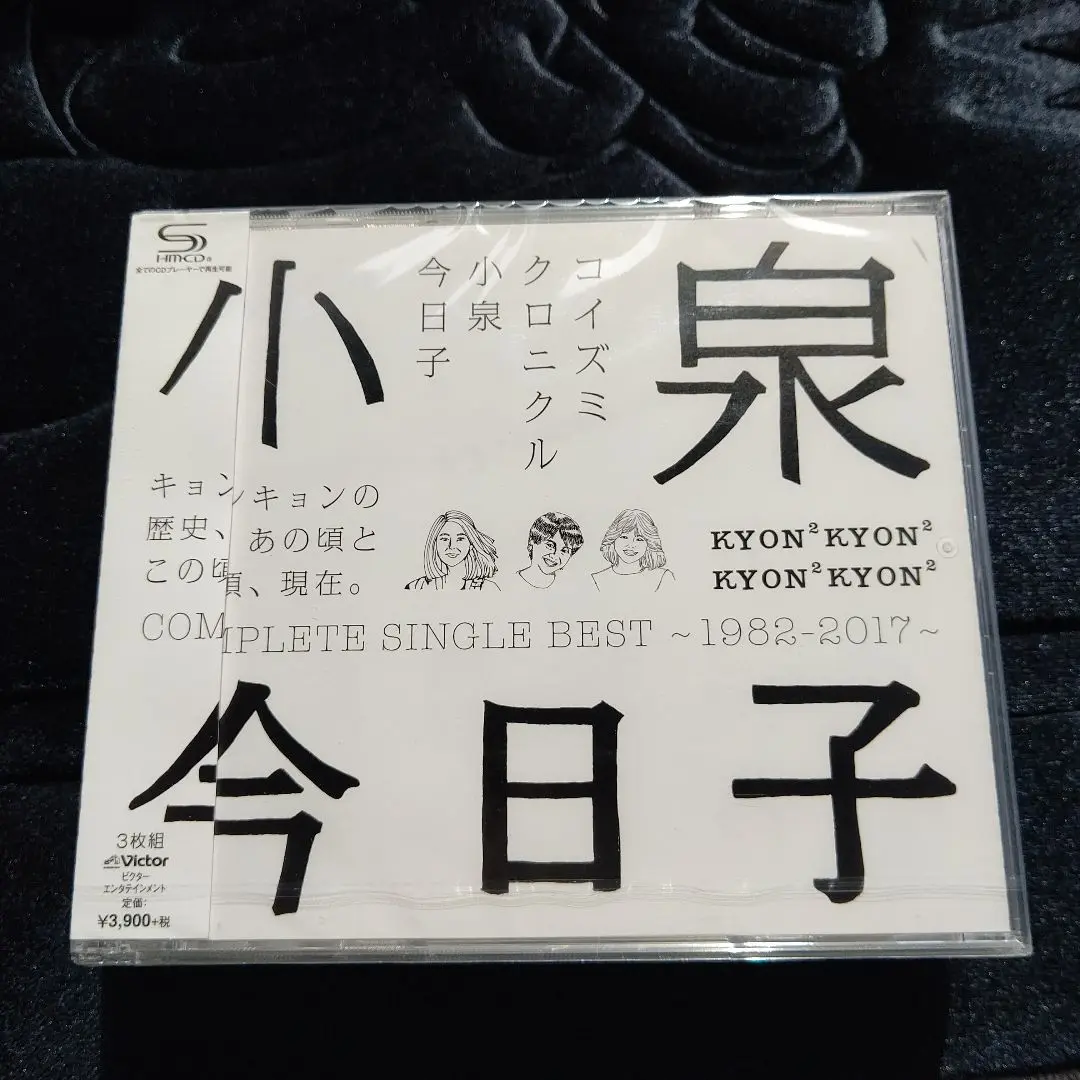 SHM-CD
全てのCDプレーヤーで再生可能
小泉
コイズミ
クロニクル
小泉
今日子
キョンキョンの
歴史、あの頃と
この頃、現在。
KYON²KYON²
KYON²KYON²
COMPLETE SINGLE BEST ~1982-2017~
今日子
3枚組
Victor
ビクター
エンタテインメント
定価:
¥3,900+税